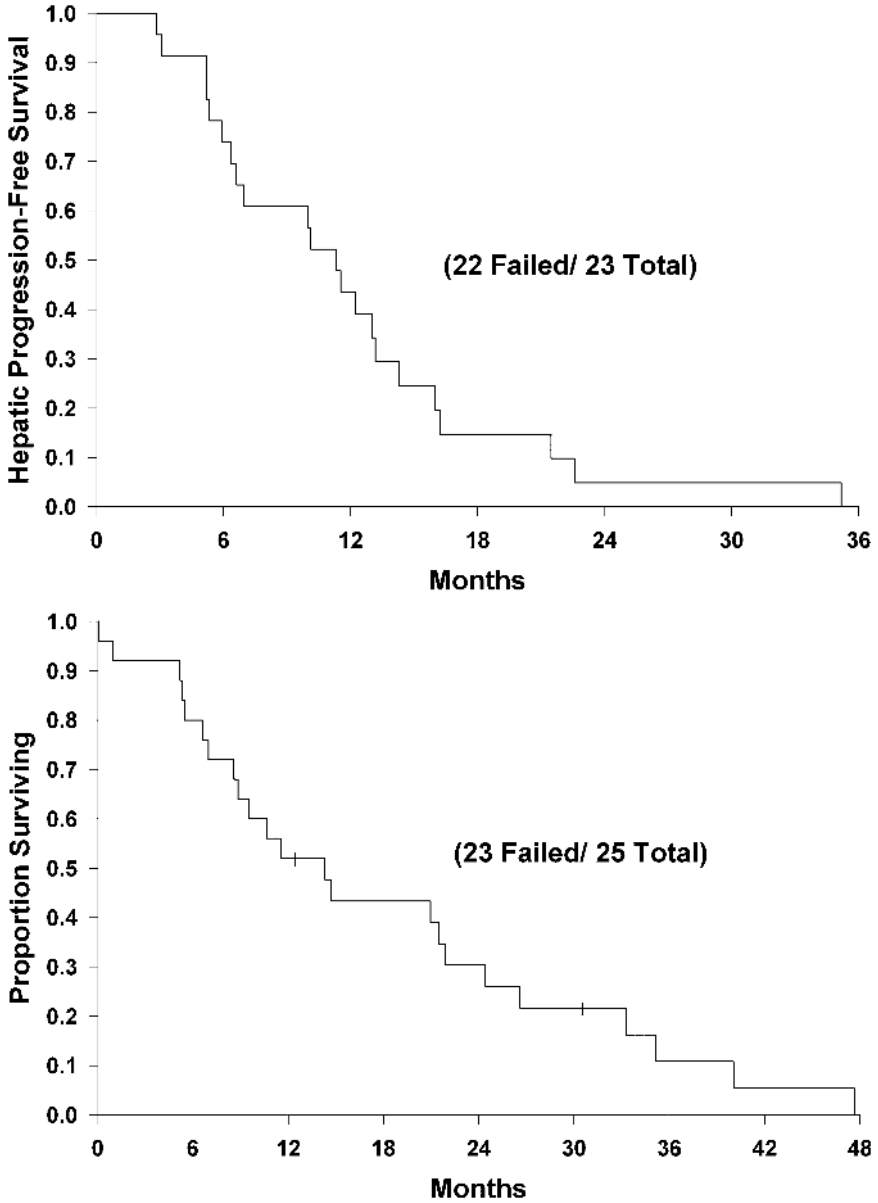 Hepatic Progression-Free Survival
1.0
0.9
0.8
0.7
0.6
0.5
0.4
0.3
0.2
0.1
0.0
(22 Failed/ 23 Total)
0 6 12 18 24 30 36
Months
Proportion Surviving
1.0
0.9
0.8
0.7
0.6
0.5
0.4
0.3
0.2
0.1
0.0
(23 Failed/ 25 Total)
0 6 12 24 30 36 42 48
Months